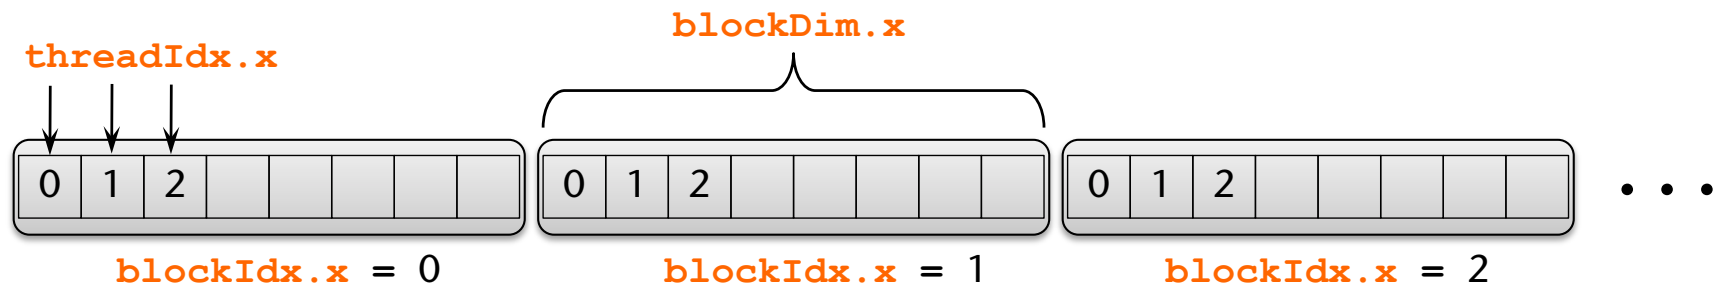 blockDim.x
threadIdx.x
0 1 2 0 1 2 0 1 2 . . .
blockIdx.x = 0 blockIdx.x = 1 blockIdx.x = 2